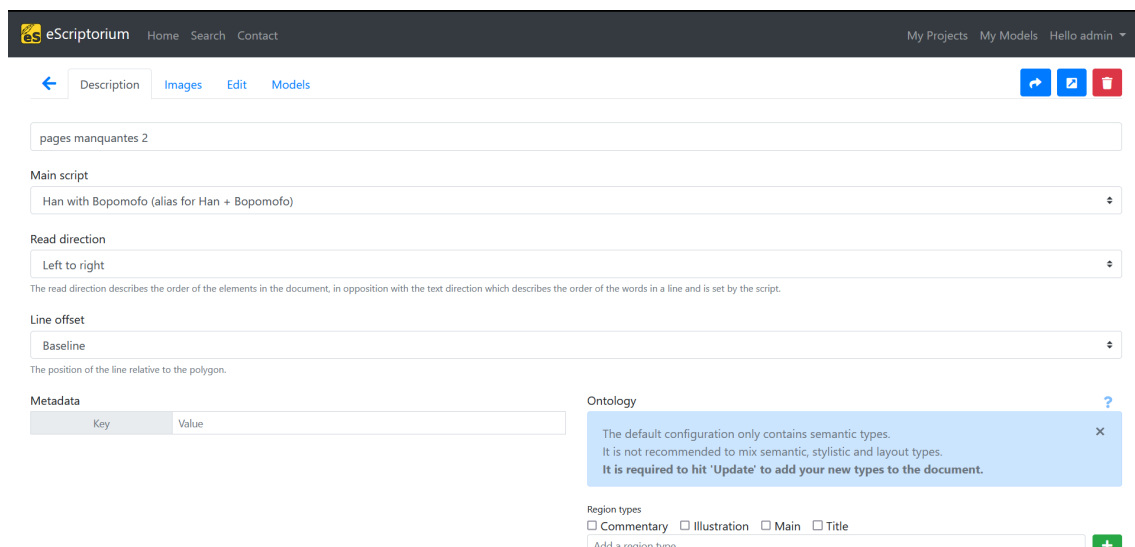 eS eScriptorium Home Search Contact My Projects My Models Hello admin
Description Images Edit Models
pages manquantes 2
Main script
Han with Bopomofo (alias for Han + Bopomofo)
Read direction
Left to right
The read direction describes the order of the elements in the document, in opposition with the text direction which describes the order of the words in a line and is set by the script.
Line offset
Baseline
The position of the line relative to the polygon.
Metadata
Key Value
Ontology ?
The default configuration only contains semantic types. ×
It is not recommended to mix semantic, stylistic and layout types.
It is required to hit 'Update' to add your new types to the document.
Region types
Commentary Illustration Main Title
Add a region type +